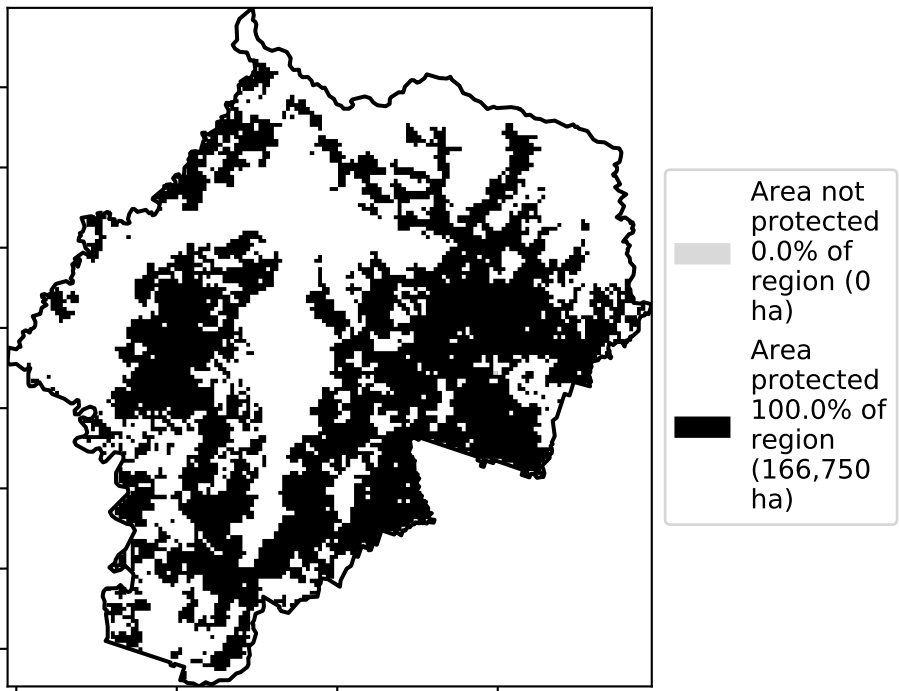 Area not
protected
0.0% of
region (0
ha)
Area
protected
100.0% of
region
(166,750
ha)